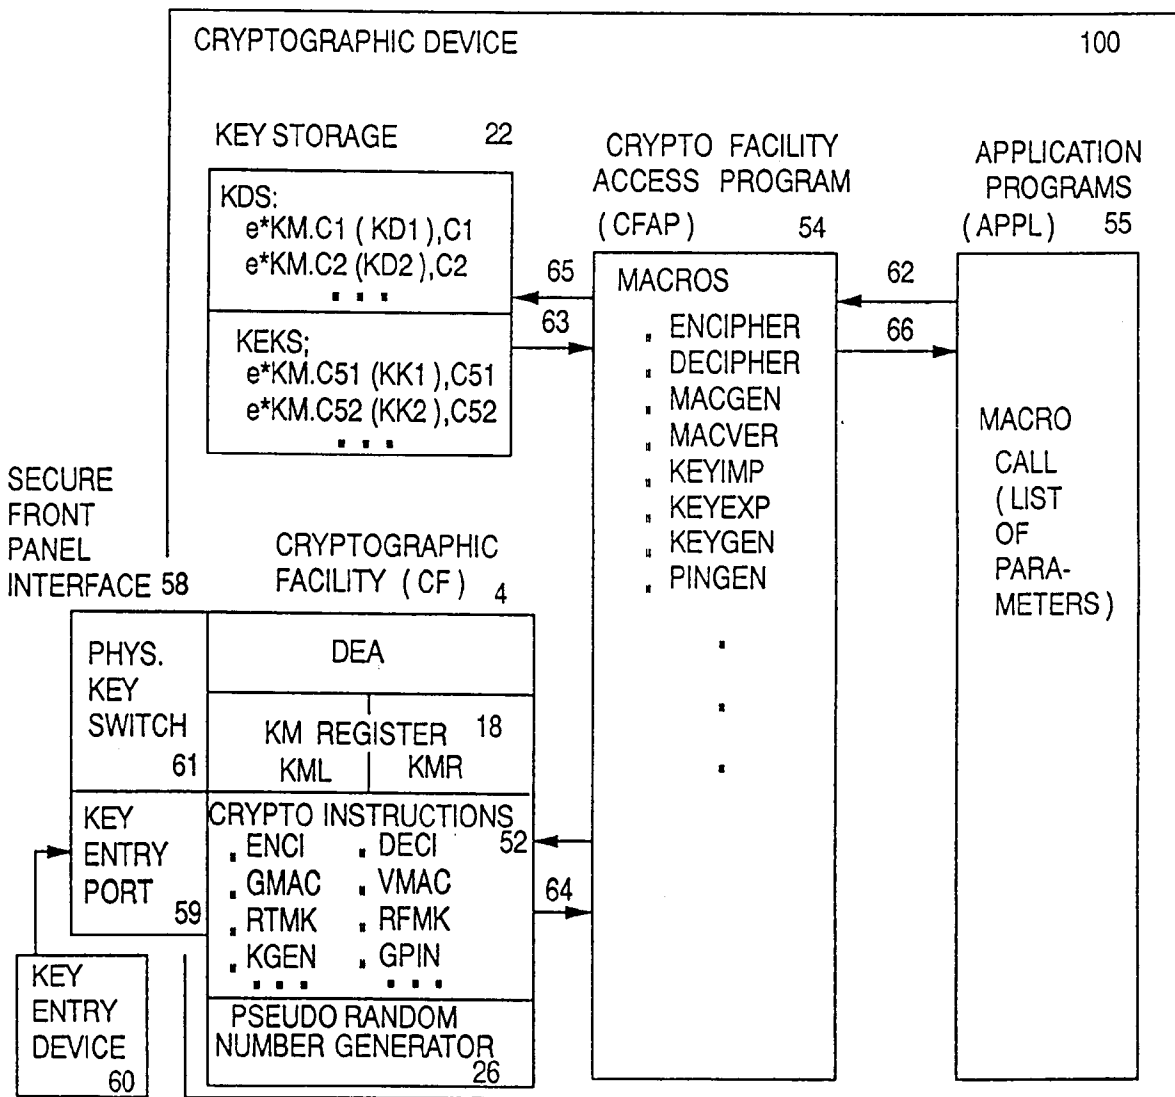 CRYPTOGRAPHIC DEVICE 100
KEY STORAGE 22
KDS:
e*KM.C1 (KD1),C1
e*KM.C2 (KD2),C2
. . .
KEKS;
e*KM.C51 (KK1),C51
e*KM.C52 (KK2),C52
. . .
CRYPTO FACILITY
ACCESS PROGRAM
(CFAP) 54
APPLICATION
PROGRAMS
(APPL) 55
65
63
62
66
MACROS
. ENCIPHER
. DECIPHER
. MACGEN
. MACVER
. KEYIMP
. KEYEXP
. KEYGEN
. PINGEN
.
.
.
MACRO
CALL
(LIST
OF
PARA-
METERS)
SECURE
FRONT
PANEL
INTERFACE 58
CRYPTOGRAPHIC
FACILITY (CF) 4
PHYS.
KEY
SWITCH
61
DEA
KM REGISTER 18
KML KMR
KEY
ENTRY
PORT
59
CRYPTO INSTRUCTIONS
52
. ENCI . DECI
. GMAC . VMAC
. RTMK . RFMK
. KGEN . GPIN
. . . . . .
64
KEY
ENTRY
DEVICE
60
PSEUDO RANDOM
NUMBER GENERATOR
26